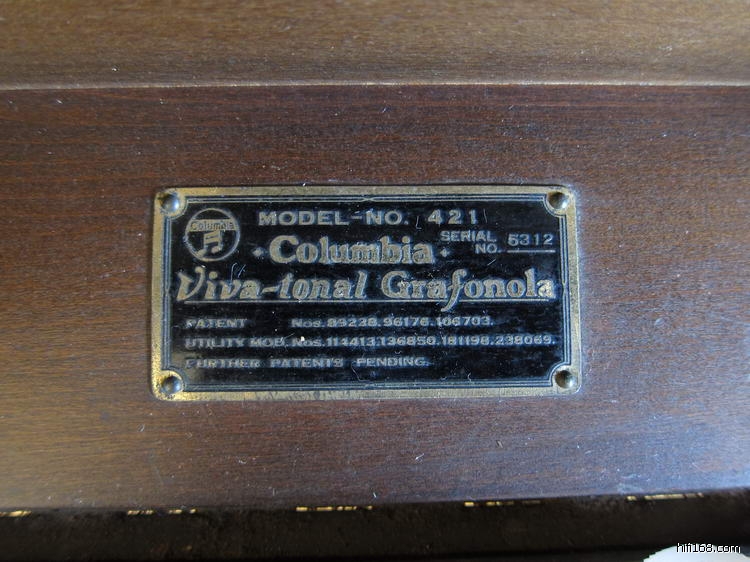 MODEL-NO. 421
Columbia
SERIAL NO. 5312
·Columbia·
Viva-tonal Grafonola
PATENT Nos. 89228. 96176. 106703.
UTILITY MOD. Nos. 114413. 136850. 181198. 238069.
FURTHER PATENTS PENDING.
hifi168.com